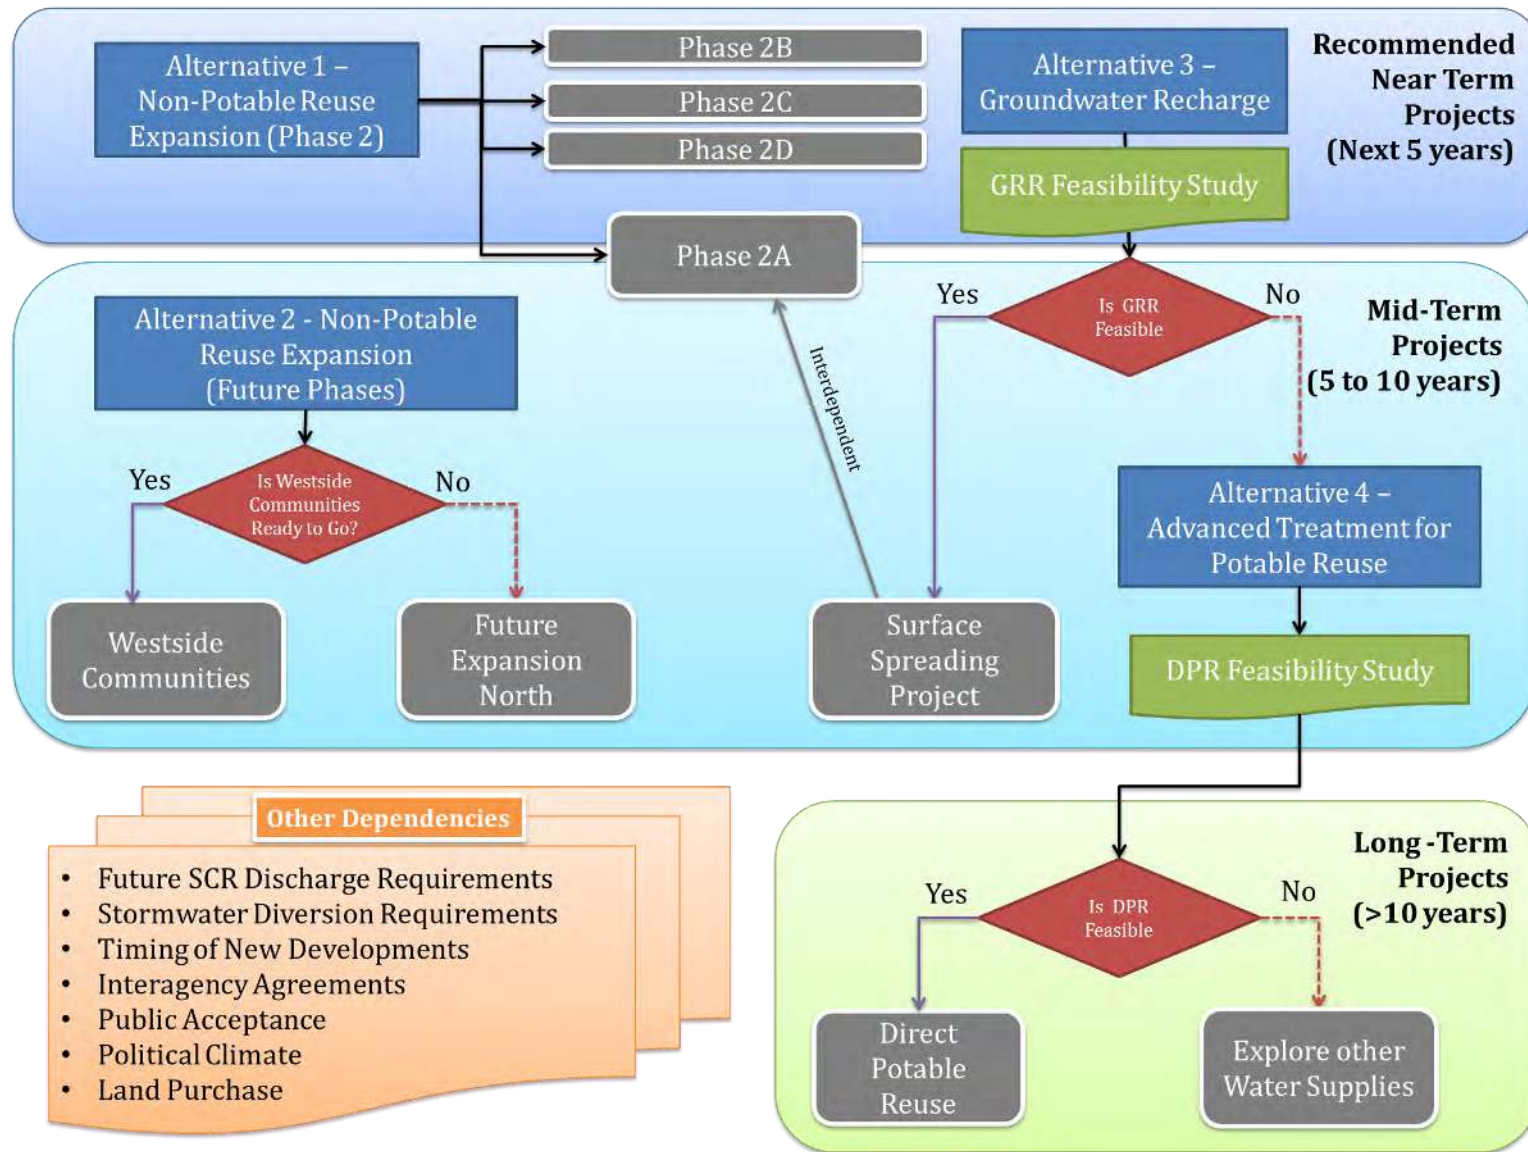 Alternative 1 –
Non-Potable Reuse
Expansion (Phase 2)
Phase 2B
Phase 2C
Phase 2D
Phase 2A
Alternative 3 –
Groundwater Recharge
GRR Feasibility Study
Recommended
Near Term
Projects
(Next 5 years)
Alternative 2 - Non-Potable
Reuse Expansion
(Future Phases)
Yes
Is Westside
Communities
Ready to Go?
No
Westside
Communities
Future
Expansion
North
Interdependent
Yes
Is GRR
Feasible
No
Mid-Term
Projects
(5 to 10 years)
Surface
Spreading
Project
Alternative 4 –
Advanced Treatment for
Potable Reuse
DPR Feasibility Study
Other Dependencies
• Future SCR Discharge Requirements
• Stormwater Diversion Requirements
• Timing of New Developments
• Interagency Agreements
• Public Acceptance
• Political Climate
• Land Purchase
Yes
Is DPR
Feasible
No
Long -Term
Projects
(>10 years)
Direct
Potable
Reuse
Explore other
Water Supplies